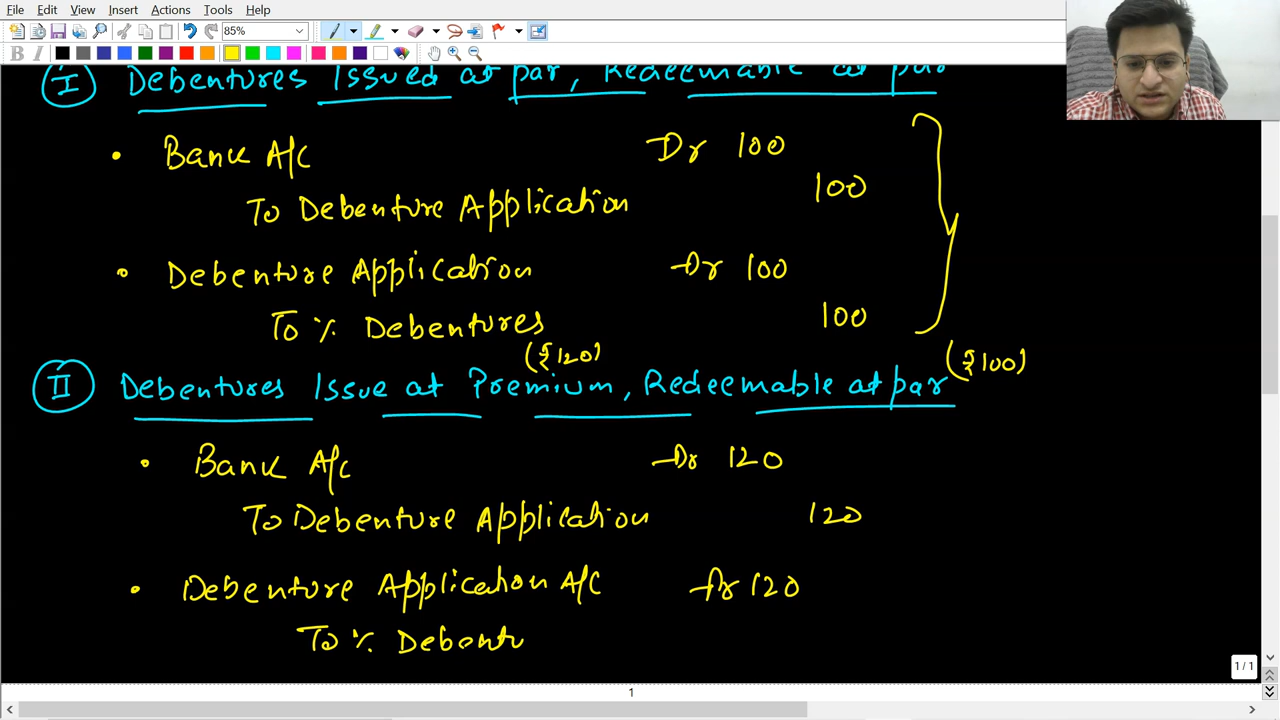 File Edit View Insert Actions Tools Help
85%
B I
I Debentures Issued at par, Redeemable at par
• Bank A/c Dr 100
To Debenture Application 100
• Debenture Application Dr 100
To % Debentures 100
(₹120) (₹100)
II Debentures Issue at Premium, Redeemable at par
• Bank A/c Dr 120
To Debenture Application 120
• Debenture Application A/c Dr 120
To % Debentu
1/1
1